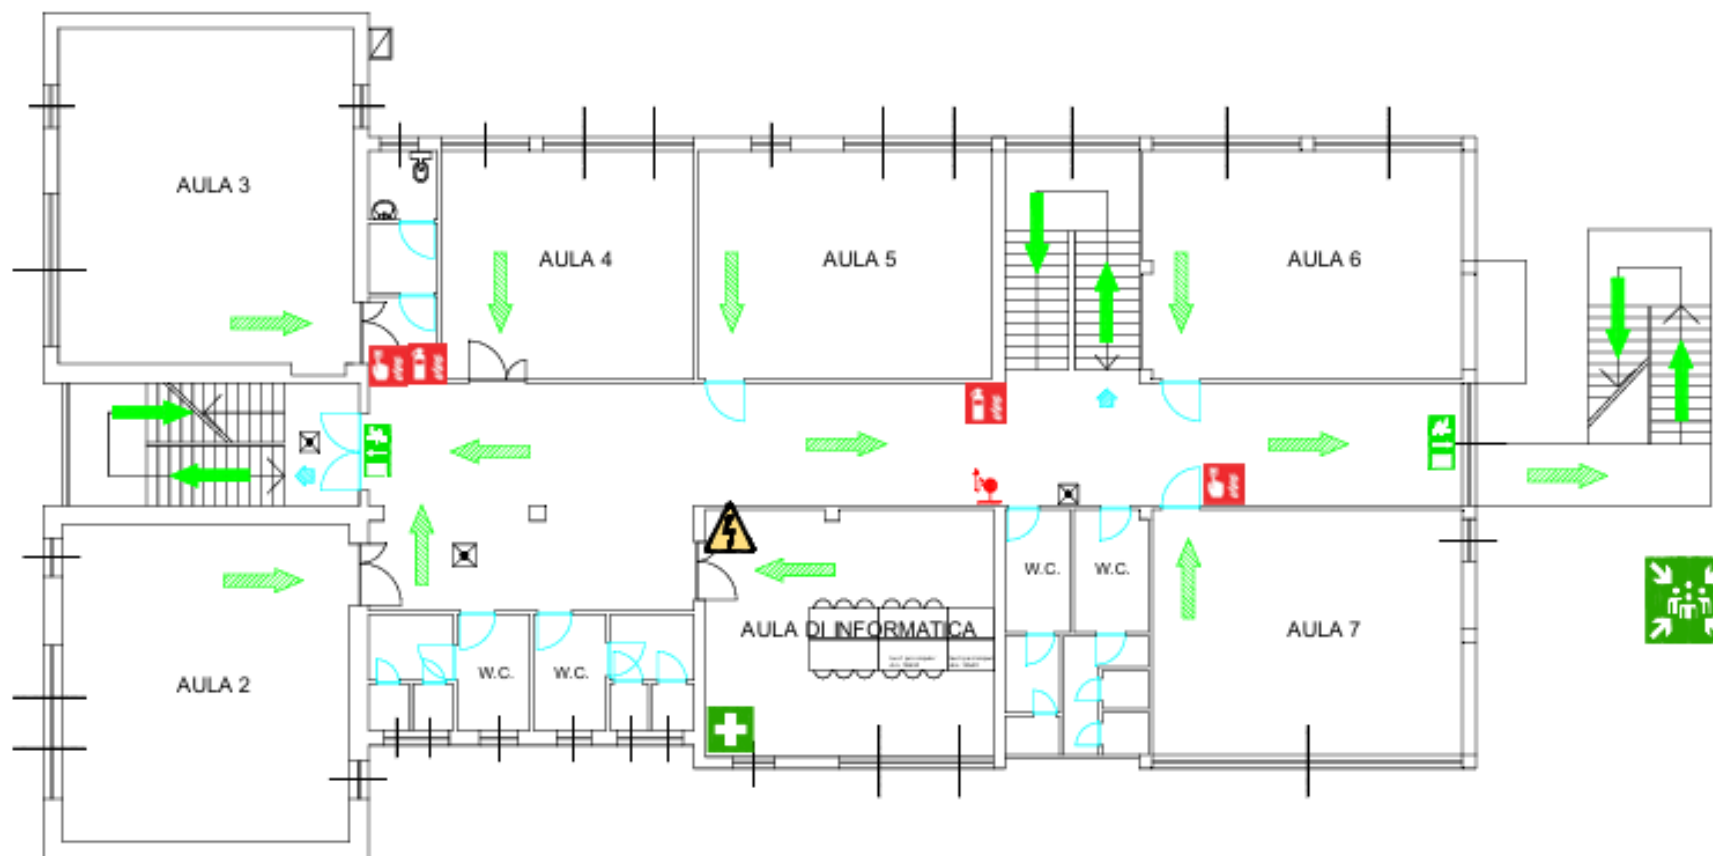 AULA 3
AULA 4
AULA 5
AULA 6
W.C.
W.C.
AULA DI INFORMATICA
AULA 7
AULA 2
W.C.
W.C.